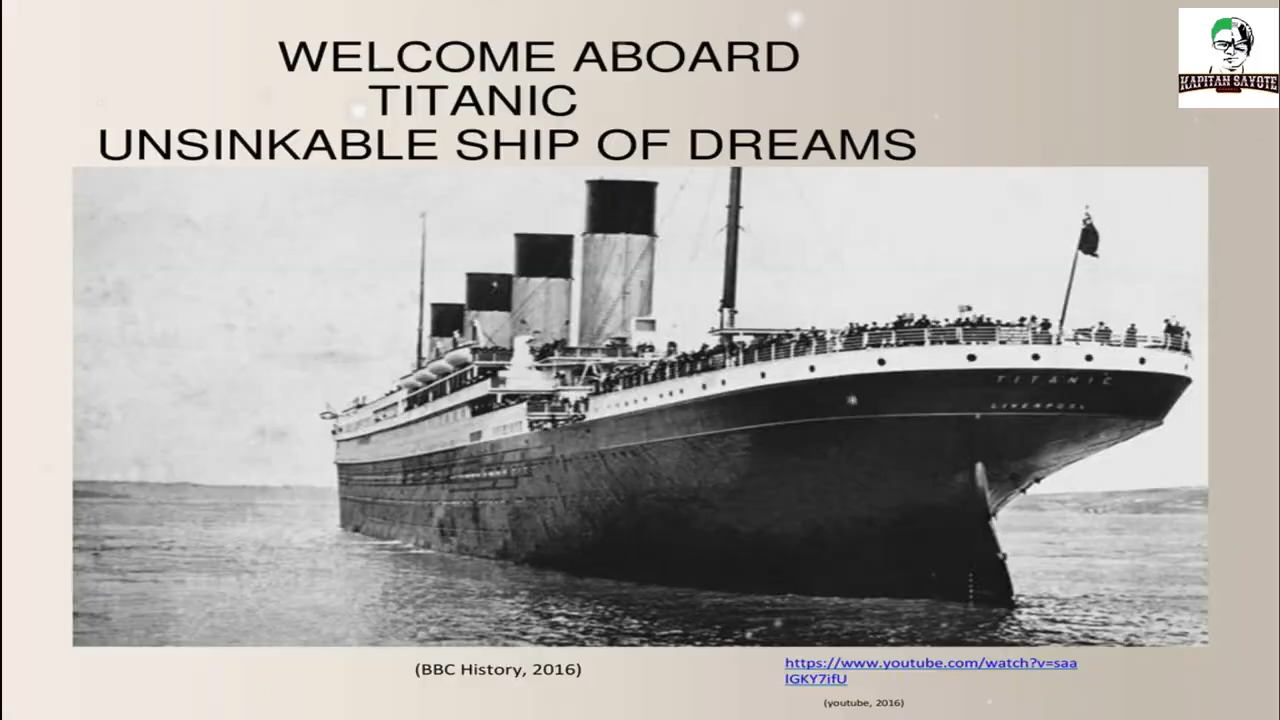 WELCOME ABOARD
TITANIC
UNSINKABLE SHIP OF DREAMS
KAPITAN SAYOTE
TITANIC
LIVERPOOL
(BBC History, 2016)
https://www.youtube.com/watch?v=saa
lGKY7ifU
(youtube, 2016)